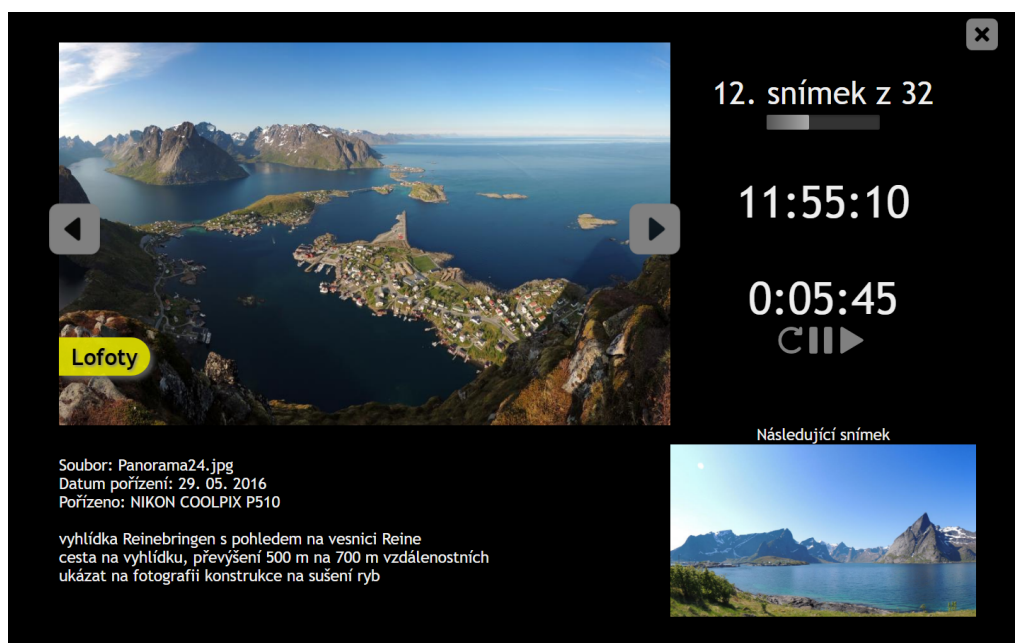 12. snímek z 32
11:55:10
0:05:45
Lofoty
Následující snímek
Soubor: Panorama24.jpg
Datum pořízení: 29. 05. 2016
Pořízeno: NIKON COOLPIX P510
vyhlídka Reinebringen s pohledem na vesnici Reine
cesta na vyhlídku, převýšení 500 m na 700 m vzdálenostních
ukázat na fotografii konstrukce na sušení ryb